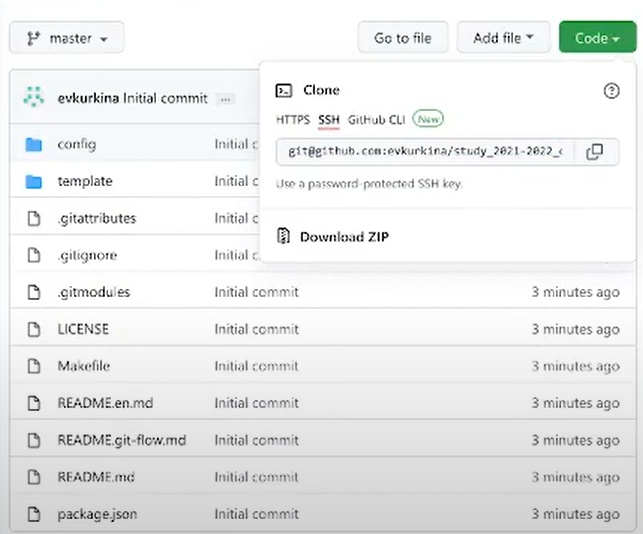 master
Go to file
Add file
Code
evkurkina Initial commit ...
Clone
HTTPS SSH GitHub CLI New
git@github.com:evkurkina/study_2021-2022_
Use a password-protected SSH key.
Download ZIP
config Initial c
template Initial c
.gitattributes Initial c
.gitignore Initial c
.gitmodules Initial commit 3 minutes ago
LICENSE Initial commit 3 minutes ago
Makefile Initial commit 3 minutes ago
README.en.md Initial commit 3 minutes ago
README.git-flow.md Initial commit 3 minutes ago
README.md Initial commit 3 minutes ago
package.json Initial commit 3 minutes ago